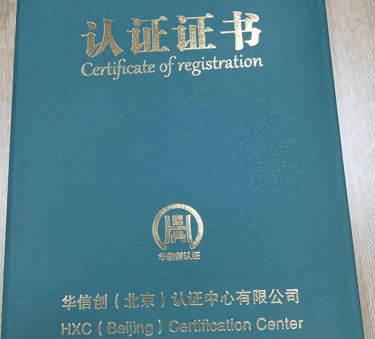 认证证书
Certificate of registration
华信创认证
华信创（北京）认证中心有限公司
HXC（Beijing）Certification Center